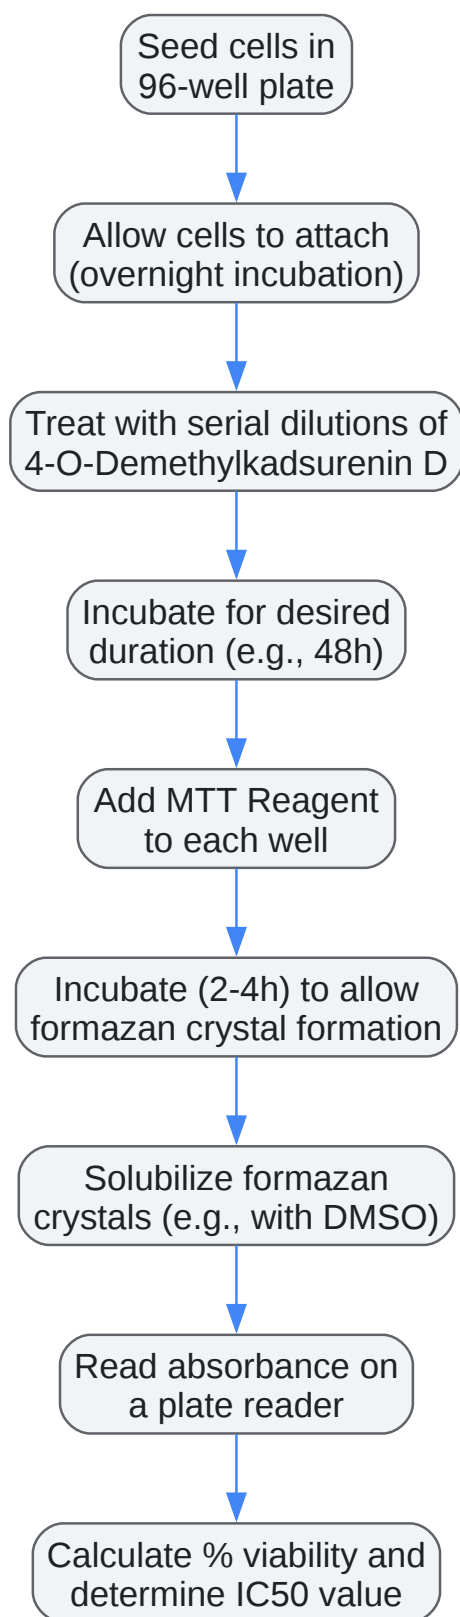 Seed cells in
96-well plate
Allow cells to attach
(overnight incubation)
Treat with serial dilutions of
4-O-Demethylkadsurenin D
Incubate for desired
duration (e.g., 48h)
Add MTT Reagent
to each well
Incubate (2-4h) to allow
formazan crystal formation
Solubilize formazan
crystals (e.g., with DMSO)
Read absorbance on
a plate reader
Calculate % viability and
determine IC50 value